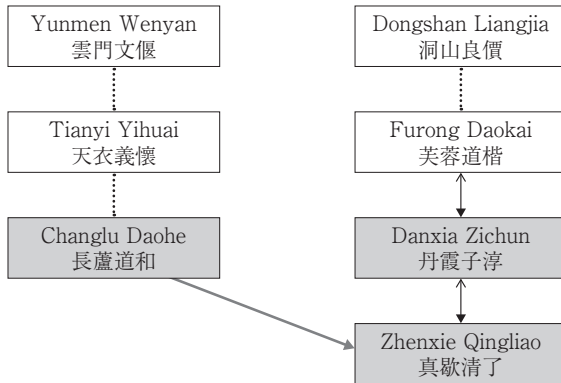 Yunmen Wenyan
雲門文偃
Dongshan Liangjia
洞山良價
Tianyi Yihuai
天衣義懷
Furong Daokai
芙蓉道楷
Changlu Daohe
長蘆道和
Danxia Zichun
丹霞子淳
Zhenxie Qingliao
真歇清了